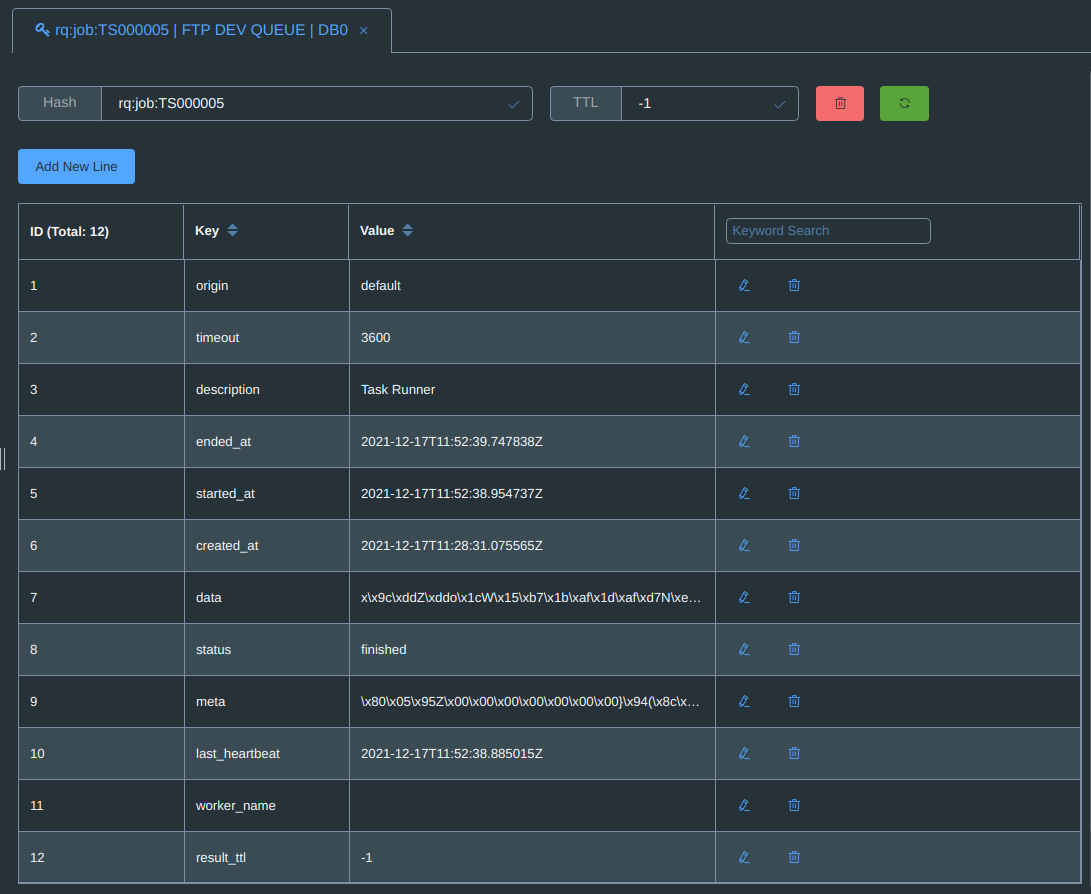 rq:job:TS000005 | FTP DEV QUEUE | DB0 ×
Hash rq:job:TS000005 TTL -1
Add New Line
ID (Total: 12) Key Value Keyword Search
1 origin default
2 timeout 3600
3 description Task Runner
4 ended_at 2021-12-17T11:52:39.747838Z
5 started_at 2021-12-17T11:52:38.954737Z
6 created_at 2021-12-17T11:28:31.075565Z
7 data x\x9c\xddZ\xddo\x1cW\x15\xb7\x1b\xaf\x1d\xaf\xd7N\xe…
8 status finished
9 meta \x80\x05\x95Z\x00\x00\x00\x00\x00\x00\x00}\x94(\x8c\x…
10 last_heartbeat 2021-12-17T11:52:38.885015Z
11 worker_name
12 result_ttl -1